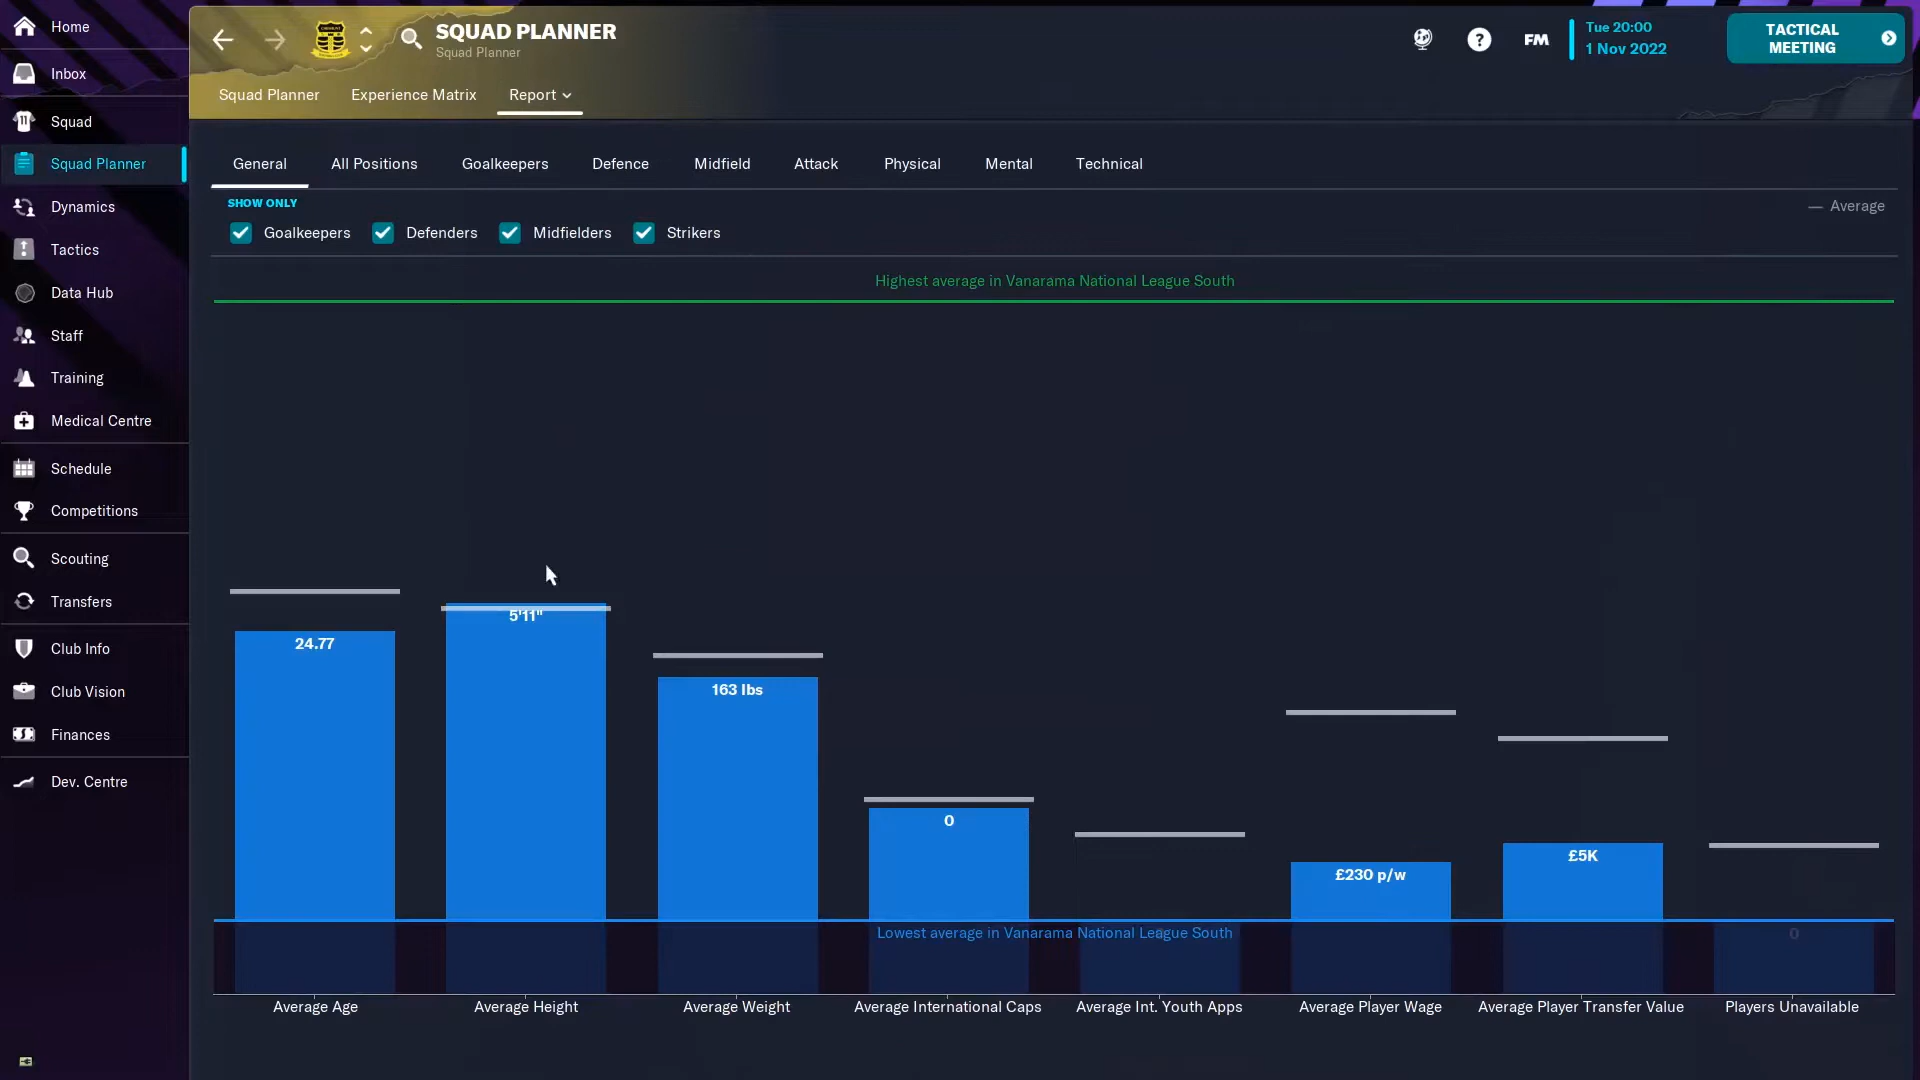 Home
Inbox
Squad
Squad Planner
Dynamics
Tactics
Data Hub
Staff
Training
Medical Centre
Schedule
Competitions
Scouting
Transfers
Club Info
Club Vision
Finances
Dev. Centre
SQUAD PLANNER
Squad Planner
?
FM
Tue 20:00
1 Nov 2022
TACTICAL
MEETING
Squad Planner
Experience Matrix
Report
General
All Positions
Goalkeepers
Defence
Midfield
Attack
Physical
Mental
Technical
SHOW ONLY
Goalkeepers
Defenders
Midfielders
Strikers
Average
Highest average in Vanarama National League South
24.77
5'11"
163 lbs
0
£230 p/w
£5K
Lowest average in Vanarama National League South
0
Average Age
Average Height
Average Weight
Average International Caps
Average Int. Youth Apps
Average Player Wage
Average Player Transfer Value
Players Unavailable